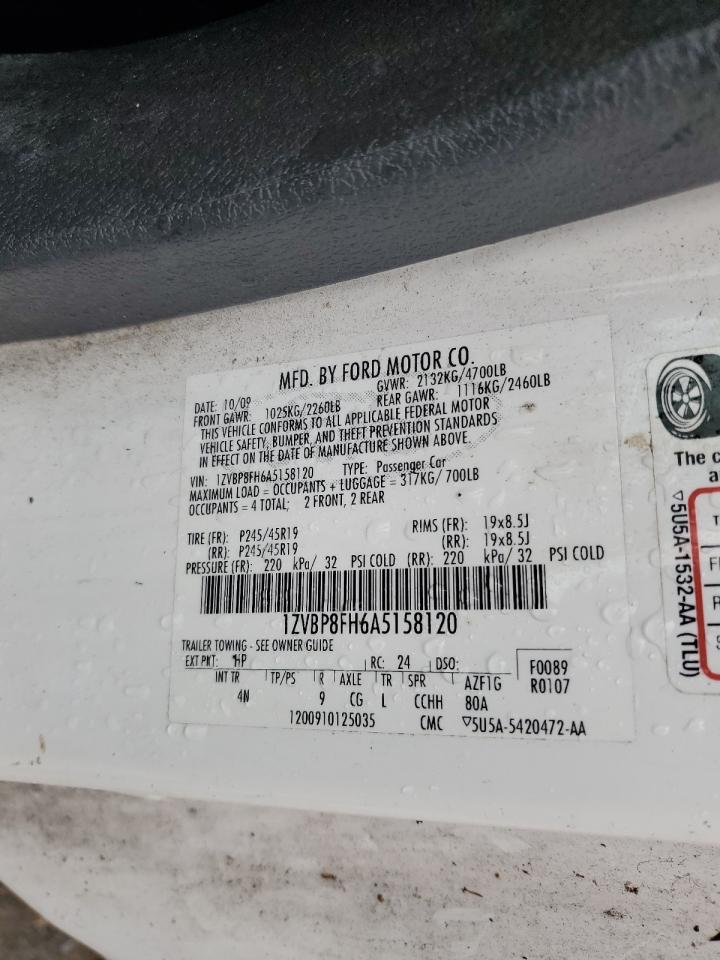 MFD. BY FORD MOTOR CO.
DATE: 10/09 GVWR: 2132KG/4700LB
FRONT GAWR: 1025KG/2260LB REAR GAWR: 1116KG/2460LB
THIS VEHICLE CONFORMS TO ALL APPLICABLE FEDERAL MOTOR
VEHICLE SAFETY, BUMPER, AND THEFT PREVENTION STANDARDS
IN EFFECT ON THE DATE OF MANUFACTURE SHOWN ABOVE.
VIN: 1ZVBP8FH6A5158120 TYPE: Passenger Car
MAXIMUM LOAD = OCCUPANTS + LUGGAGE = 317KG/ 700LB
OCCUPANTS = 4 TOTAL; 2 FRONT, 2 REAR
TIRE (FR): P245/45R19 RIMS (FR): 19x8.5J
(RR): P245/45R19 (RR): 19x8.5J
PRESSURE (FR): 220 kPa/ 32 PSI COLD (RR): 220 kPa/ 32 PSI COLD
1ZVBP8FH6A5158120
TRAILER TOWING - SEE OWNER GUIDE
EXT PNT: HP RC: 24 DSO: F0089
INT TR TP/PS R AXLE TR SPR AZF1G R0107
4N 9 CG L CCHH 80A
1200910125035 CMC ▽5U5A-5420472-AA
The c
a
▽5U5A-1532-AA (TLU)